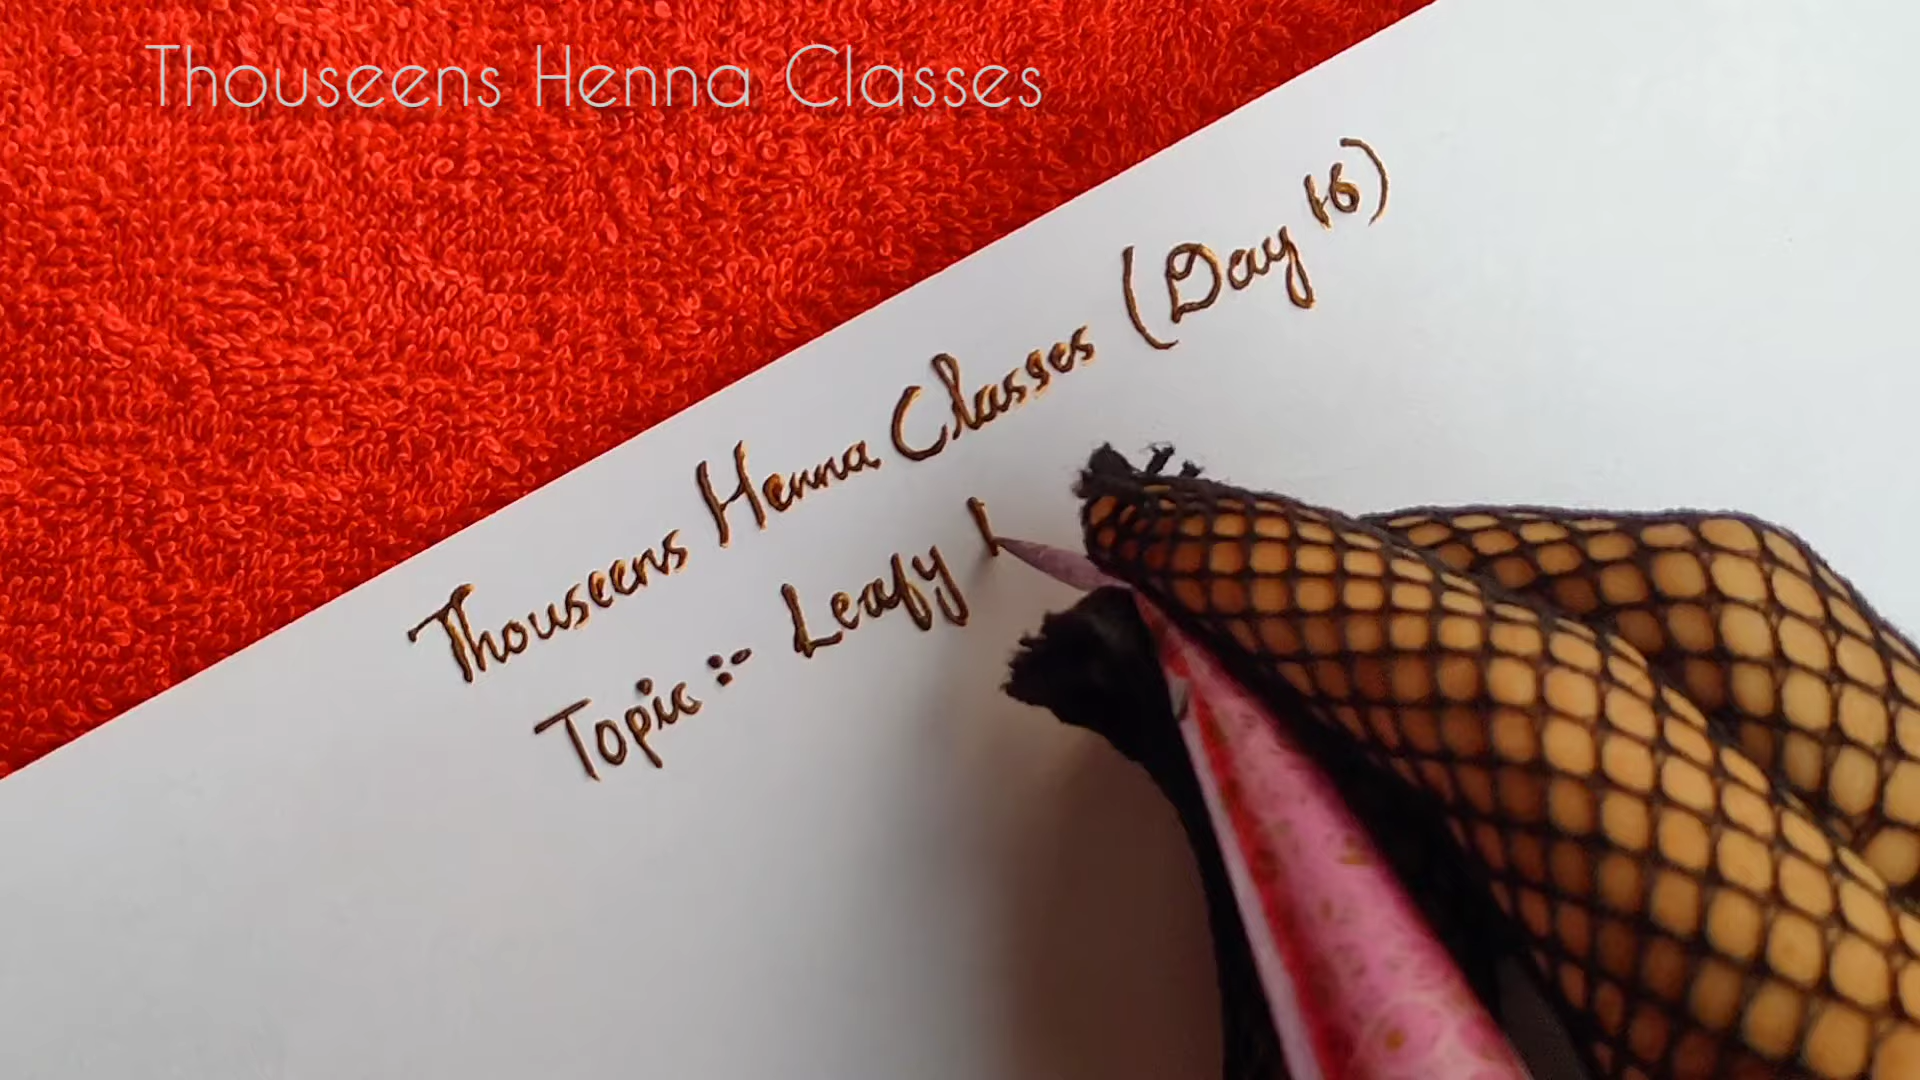 Thouseens Henna Classes
Thouseens Henna Classes (Day 16)
Topic :- Leafy